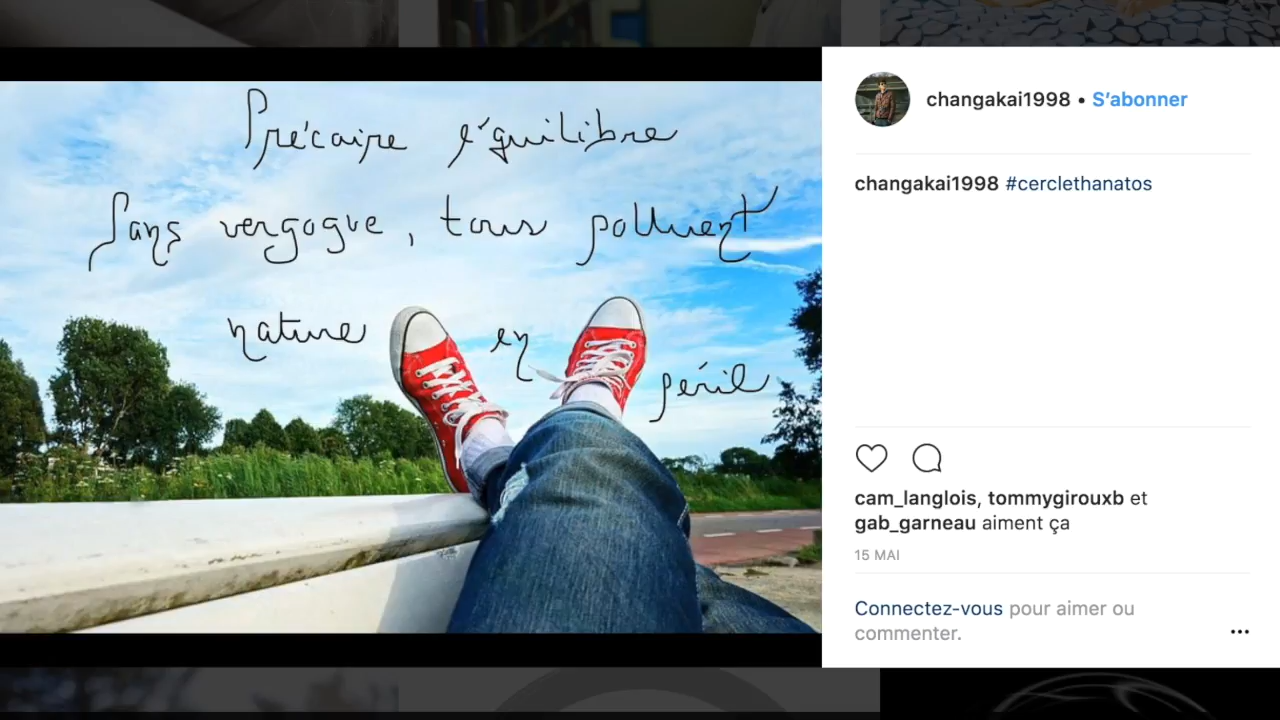 Précaire équilibre
Sans vergogne, tous polluent
nature en péril
changakai1998 • S'abonner
changakai1998 #cerclethanatos
cam_langlois, tommygirouxb et
gab_garneau aiment ça
15 MAI
Connectez-vous pour aimer ou
commenter.